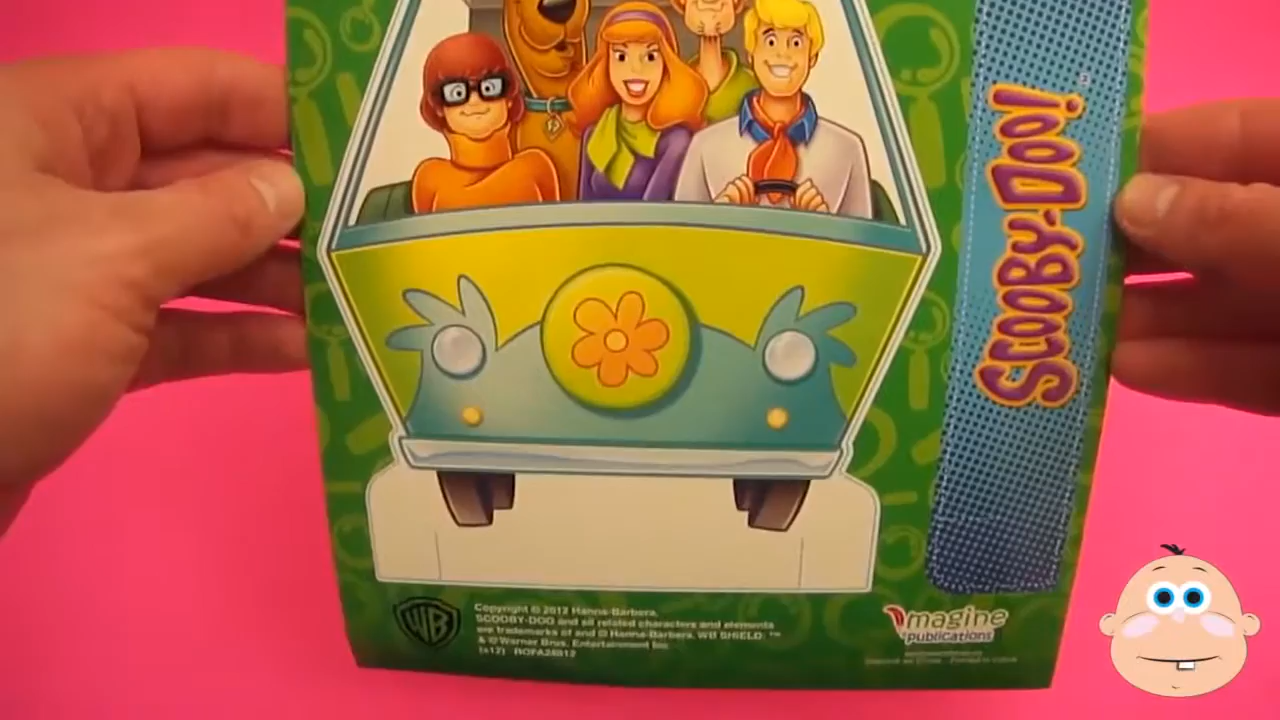 SCOOBY-DOO!
WB
Copyright © 2012 Hanna-Barbera.
SCOOBY-DOO and all related characters and elements
are trademarks of and © Hanna-Barbera. WB SHIELD: ™
& © Warner Bros. Entertainment Inc.
(s12)
imagine
publications